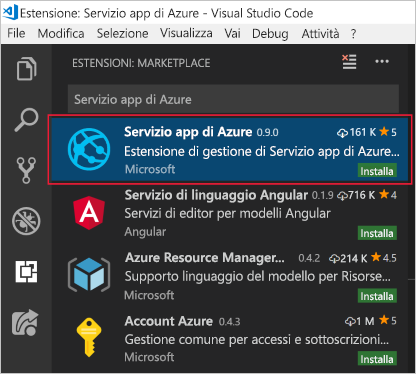 Estensione: Servizio app di Azure - Visual Studio Code
File Modifica Selezione Visualizza Vai Debug Attività ?
ESTENSIONI: MARKETPLACE
Servizio app di Azure
Servizio app di Azure 0.9.0 161 K 5
Estensione di gestione di Servizio app di Azure...
Microsoft Installa
Servizio di linguaggio Angular 0.1.9 716 K 4
Servizi di editor per modelli Angular
Angular Installa
Azure Resource Manager... 0.4.2 214 K 4.5
Supporto linguaggio del modello per Risorse...
Microsoft Installa
Account Azure 0.4.3 1 M 5
Gestione comune per accessi e sottoscrizioni...
Microsoft Installa